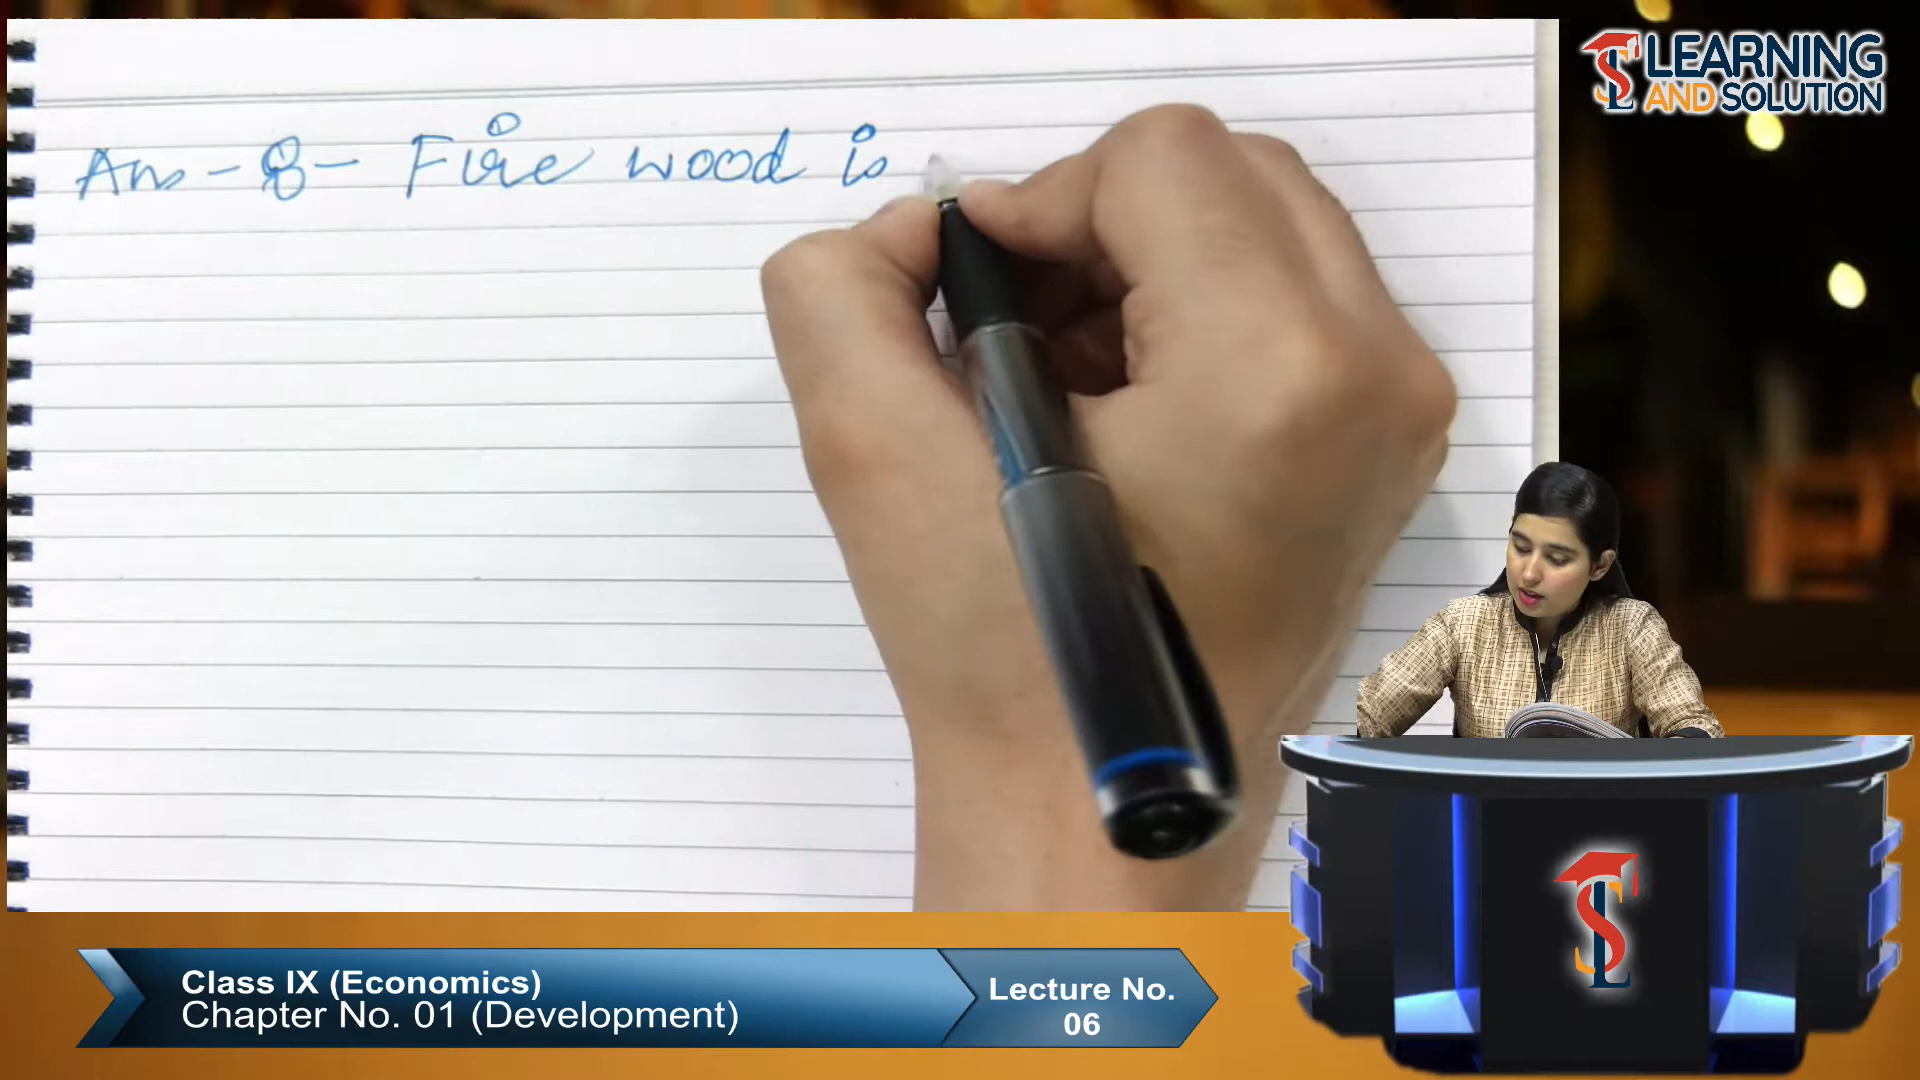 Ans - 8 - Fire wood is
LEARNING
AND SOLUTION
Class IX (Economics)
Chapter No. 01 (Development)
Lecture No.
06